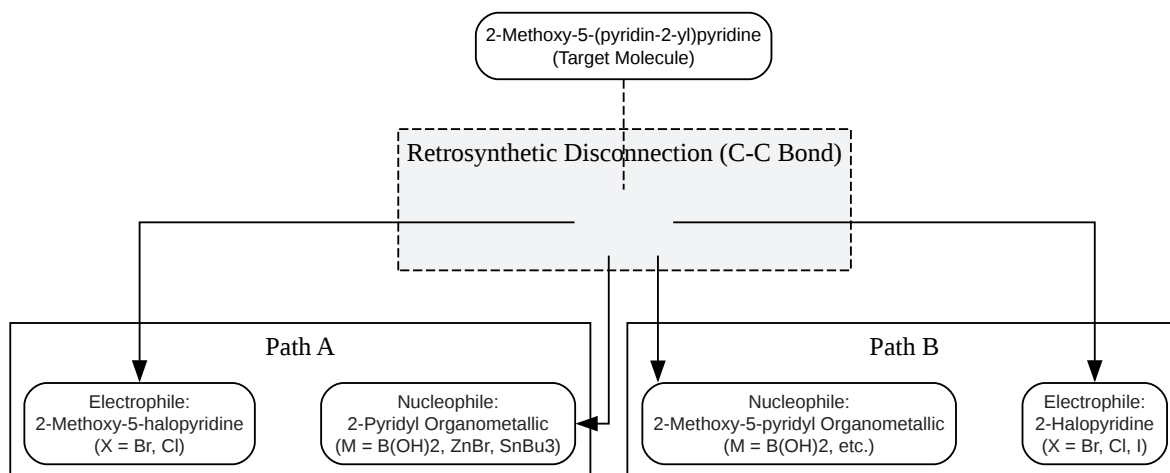 2-Methoxy-5-(pyridin-2-yl)pyridine
(Target Molecule)
Retrosynthetic Disconnection (C-C Bond)
Path A
Electrophile:
2-Methoxy-5-halopyridine
(X = Br, Cl)
Nucleophile:
2-Pyridyl Organometallic
(M = B(OH)2, ZnBr, SnBu3)
Path B
Nucleophile:
2-Methoxy-5-pyridyl Organometallic
(M = B(OH)2, etc.)
Electrophile:
2-Halopyridine
(X = Br, Cl, I)